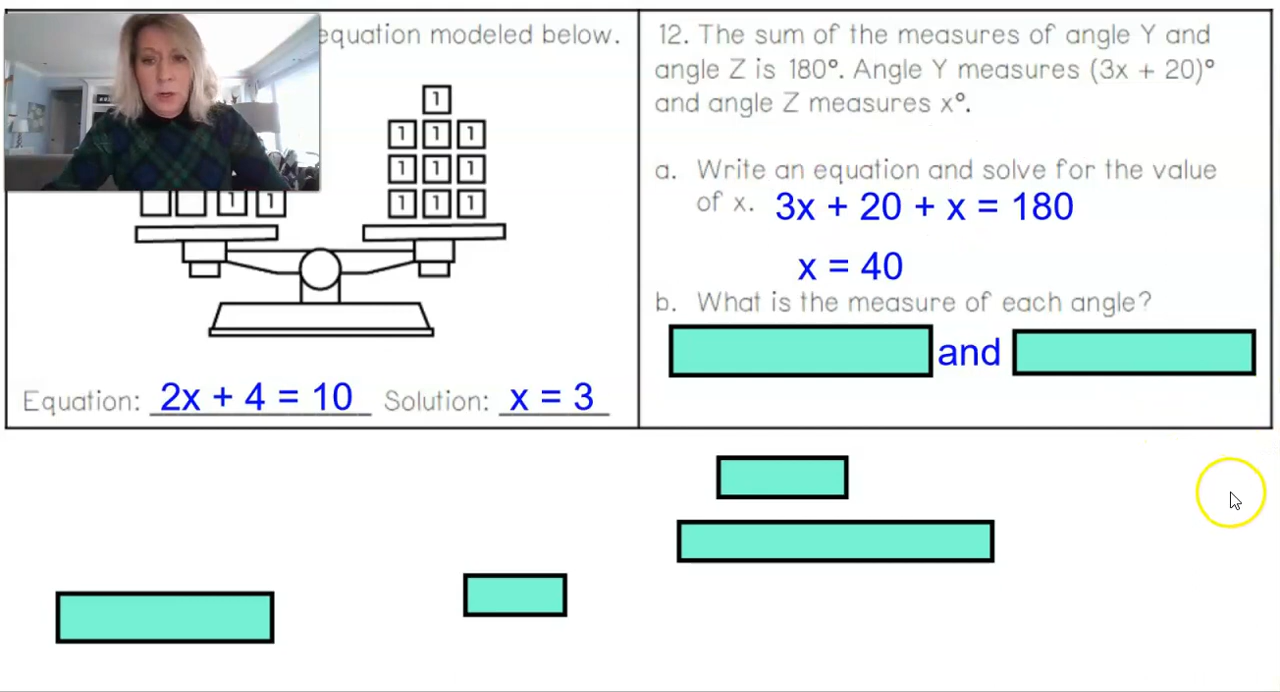 equation modeled below.
1
1 1 1
1 1 1
1 1 1 1 1
Equation: 2x + 4 = 10 Solution: x = 3
12. The sum of the measures of angle Y and
angle Z is 180°. Angle Y measures (3x + 20)°
and angle Z measures x°.
a. Write an equation and solve for the value
of x. 3x + 20 + x = 180
x = 40
b. What is the measure of each angle?
and